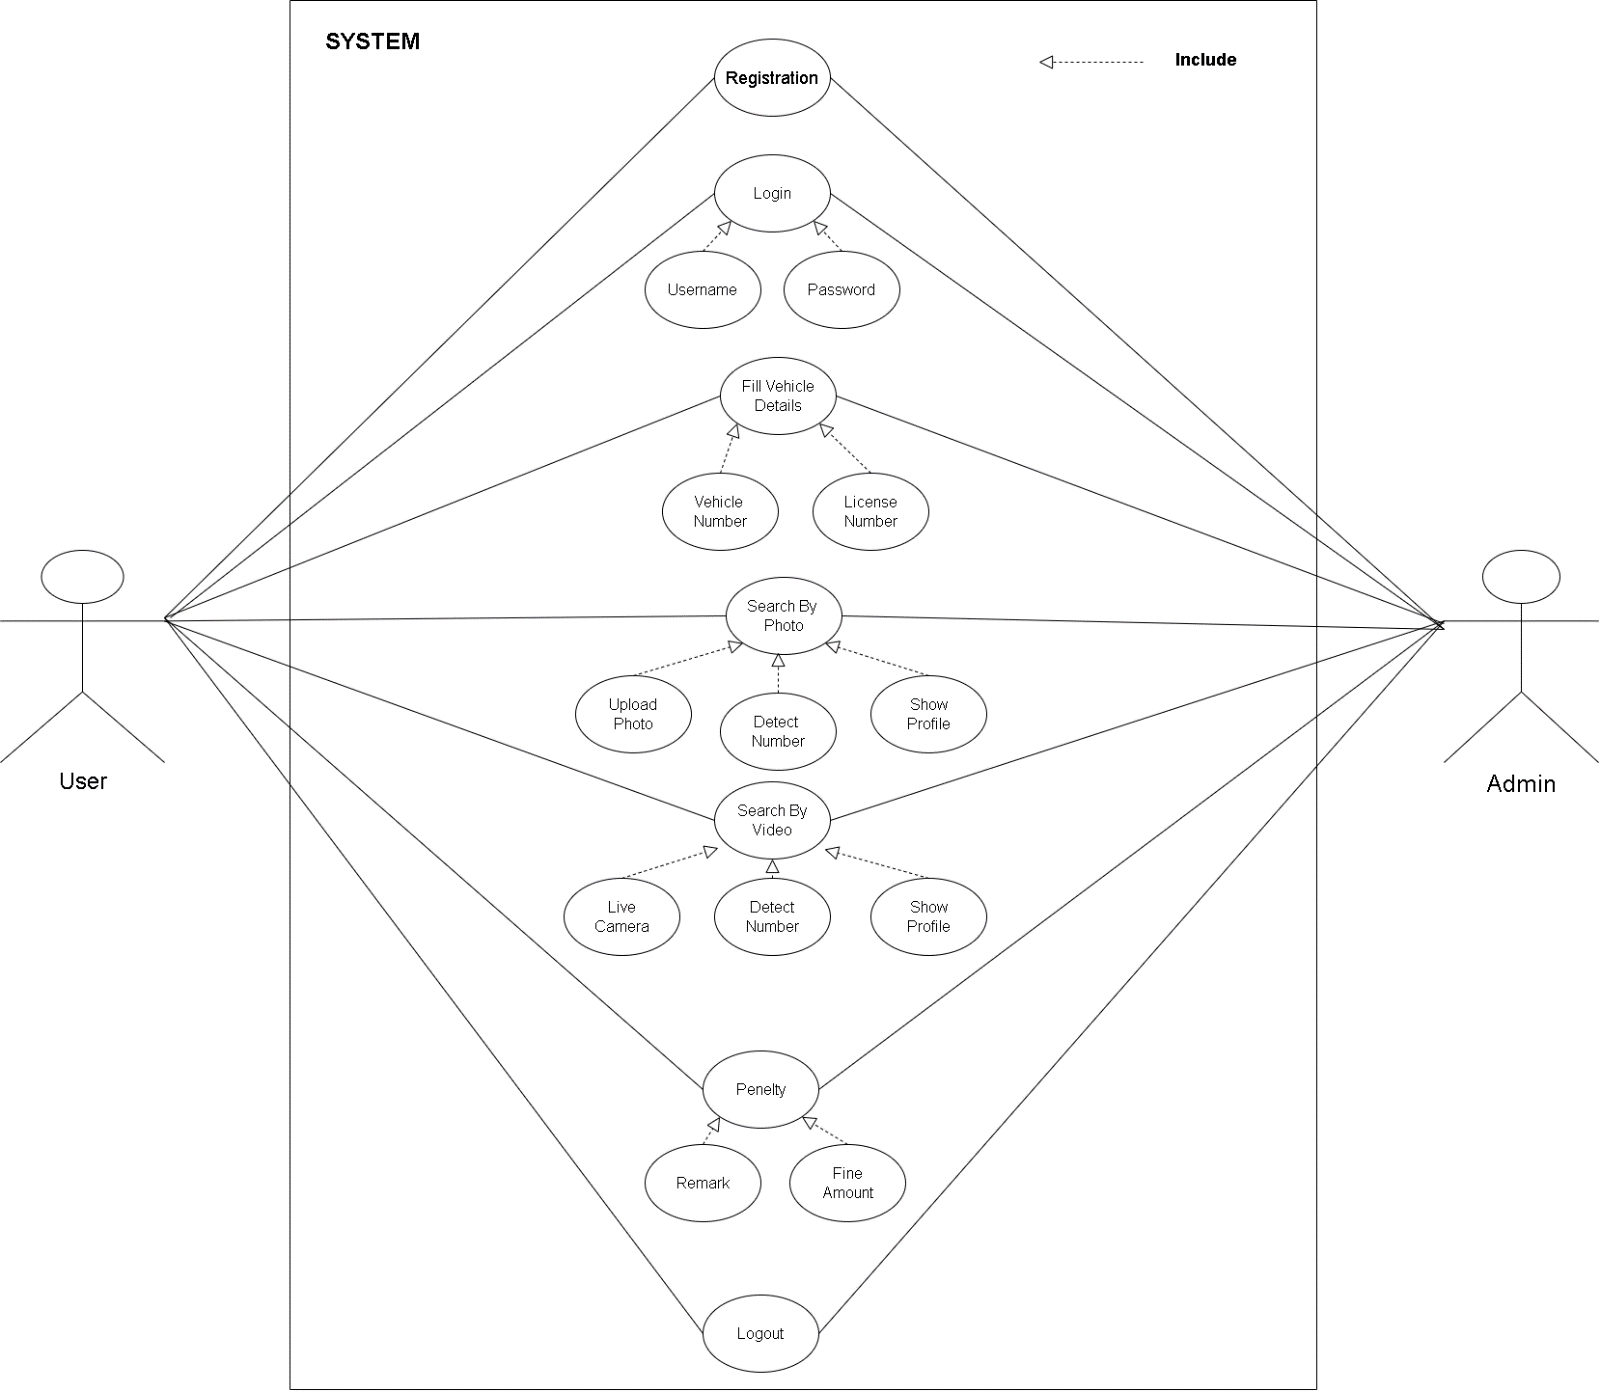 SYSTEM
Include
Registration
Login
Username
Password
Fill Vehicle
Details
Vehicle
Number
License
Number
Search By
Photo
Upload
Photo
Detect
Number
Show
Profile
User
Admin
Search By
Video
Live
Camera
Detect
Number
Show
Profile
Penelty
Remark
Fine
Amount
Logout